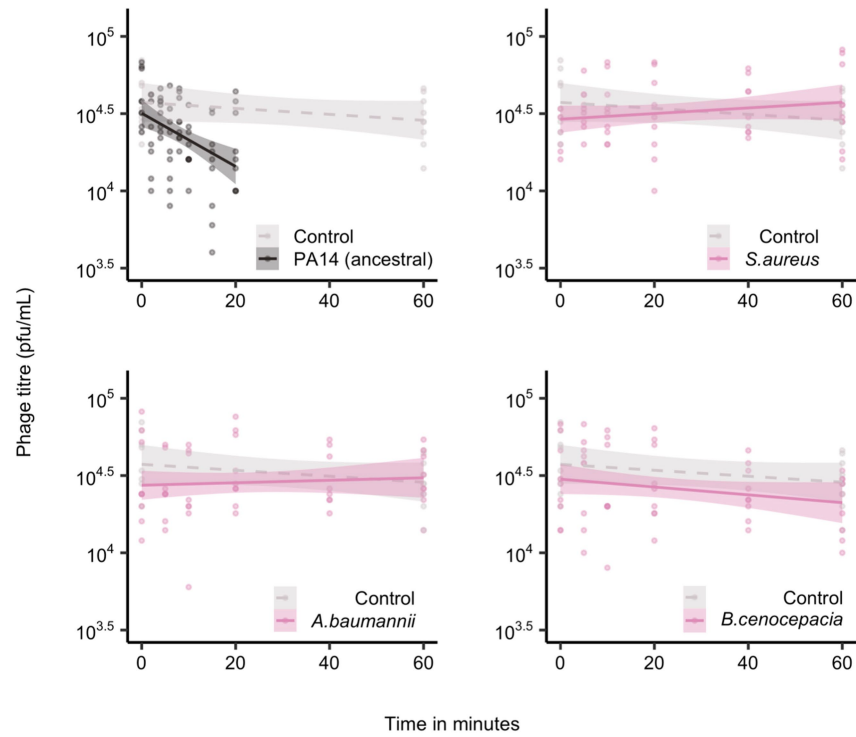 Phage titre (pfu/mL)
10^5
10^4.5
10^4
10^3.5
Control
PA14 (ancestral)
0 20 40 60
10^5
10^4.5
10^4
10^3.5
Control
S.aureus
0 20 40 60
10^5
10^4.5
10^4
10^3.5
Control
A.baumannii
0 20 40 60
10^5
10^4.5
10^4
10^3.5
Control
B.cenocepacia
0 20 40 60
Time in minutes